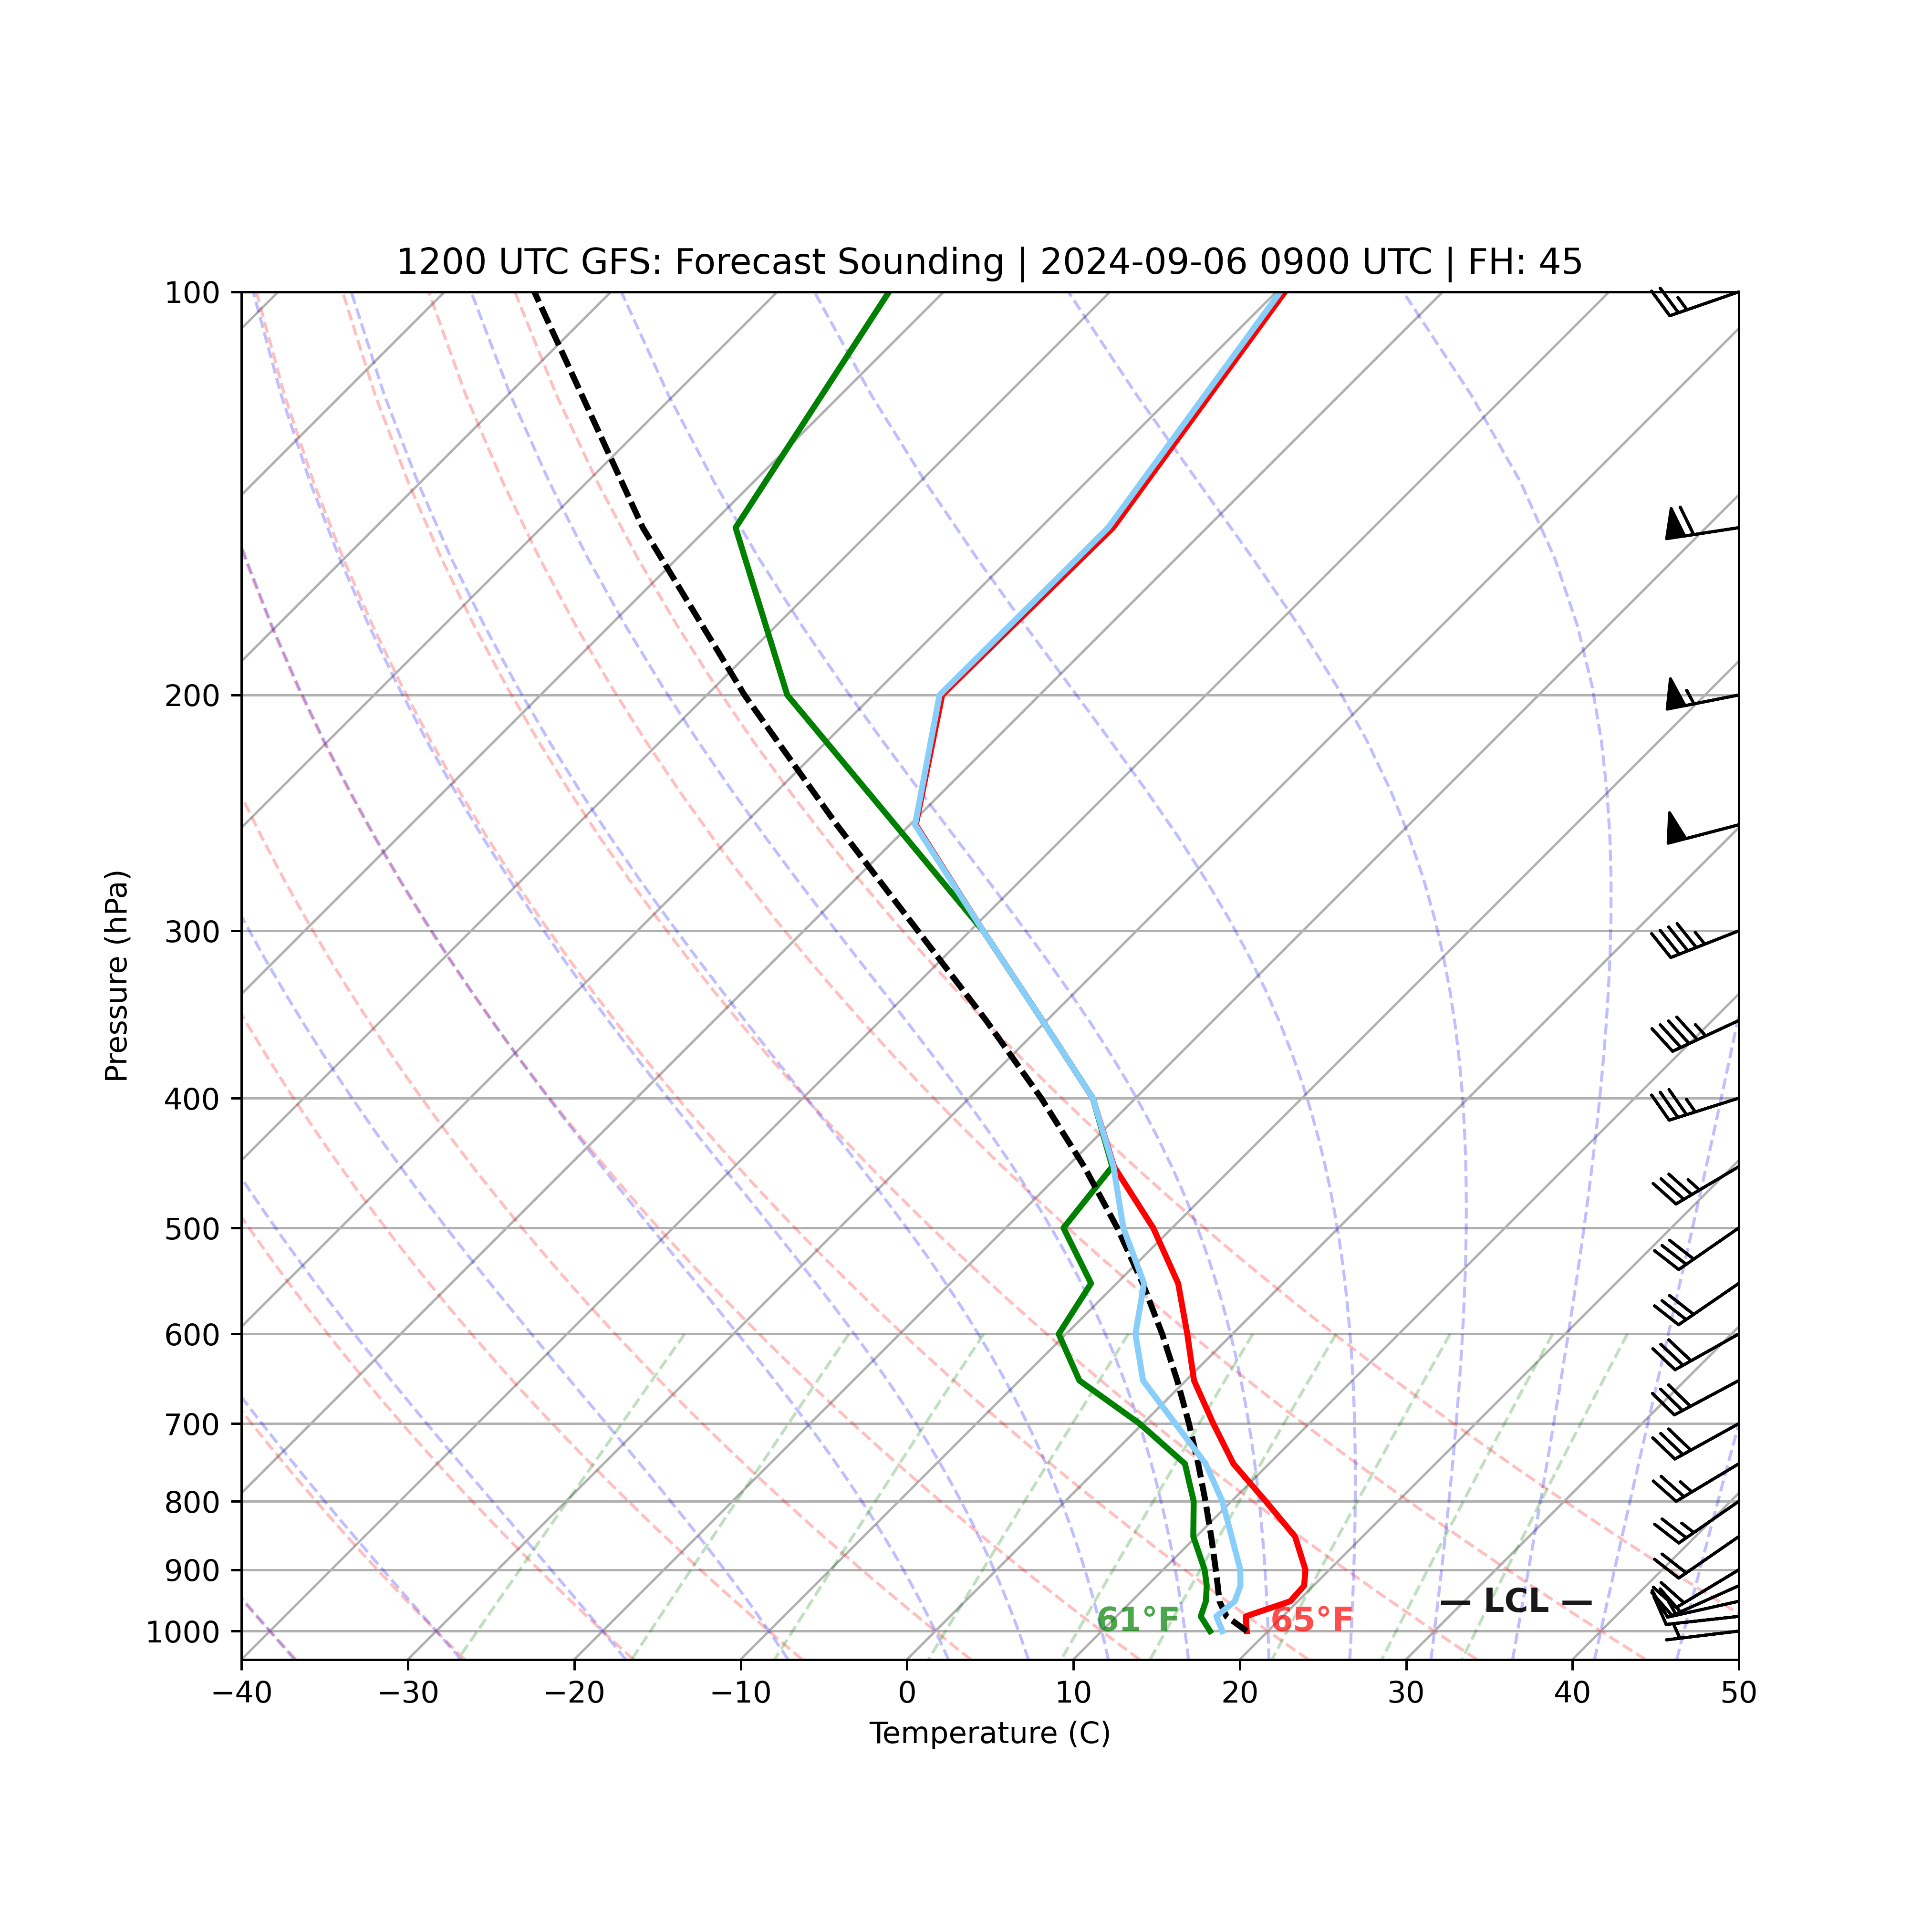 1200 UTC GFS: Forecast Sounding | 2024-09-06 0900 UTC | FH: 45
100
200
300
400
500
600
700
800
900
1000
Pressure (hPa)
61°F
65°F
— LCL —
−40 −30 −20 −10 0 10 20 30 40 50
Temperature (C)